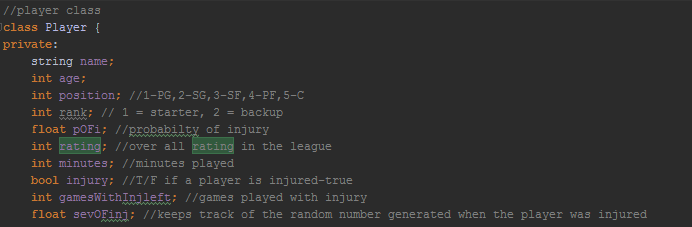 //player class
class Player {
private:
string name;
int age;
int position; //1-PG,2-SG,3-SF,4-PF,5-C
int rank; // 1 = starter, 2 = backup
float pOFi; //probabilty of injury
int rating; //over all rating in the league
int minutes; //minutes played
bool injury; //T/F if a player is injured-true
int gamesWithInjleft; //games played with injury
float sevOFinj; //keeps track of the random number generated when the player was injured